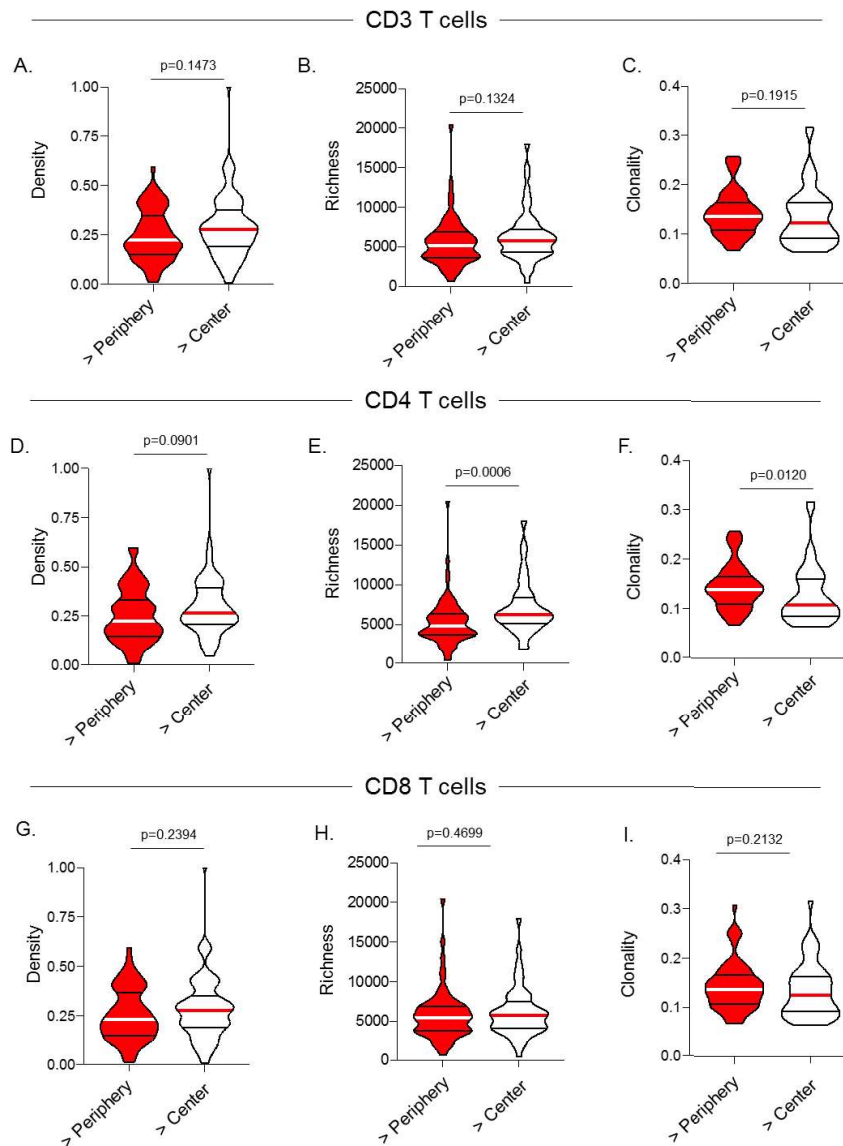 CD3 T cells
A.
p=0.1473
Density
1.00
0.75
0.50
0.25
0.00
> Periphery
> Center
B.
p=0.1324
Richness
25000
20000
15000
10000
5000
0
> Periphery
> Center
C.
p=0.1915
Clonality
0.4
0.3
0.2
0.1
0.0
> Periphery
> Center
CD4 T cells
D.
p=0.0901
Density
1.00
0.75
0.50
0.25
0.00
> Periphery
> Center
E.
p=0.0006
Richness
25000
20000
15000
10000
5000
0
> Periphery
> Center
F.
p=0.0120
Clonality
0.4
0.3
0.2
0.1
0.0
> Periphery
> Center
CD8 T cells
G.
p=0.2394
Density
1.00
0.75
0.50
0.25
0.00
> Periphery
> Center
H.
p=0.4699
Richness
25000
20000
15000
10000
5000
0
> Periphery
> Center
I.
p=0.2132
Clonality
0.4
0.3
0.2
0.1
0.0
> Periphery
> Center